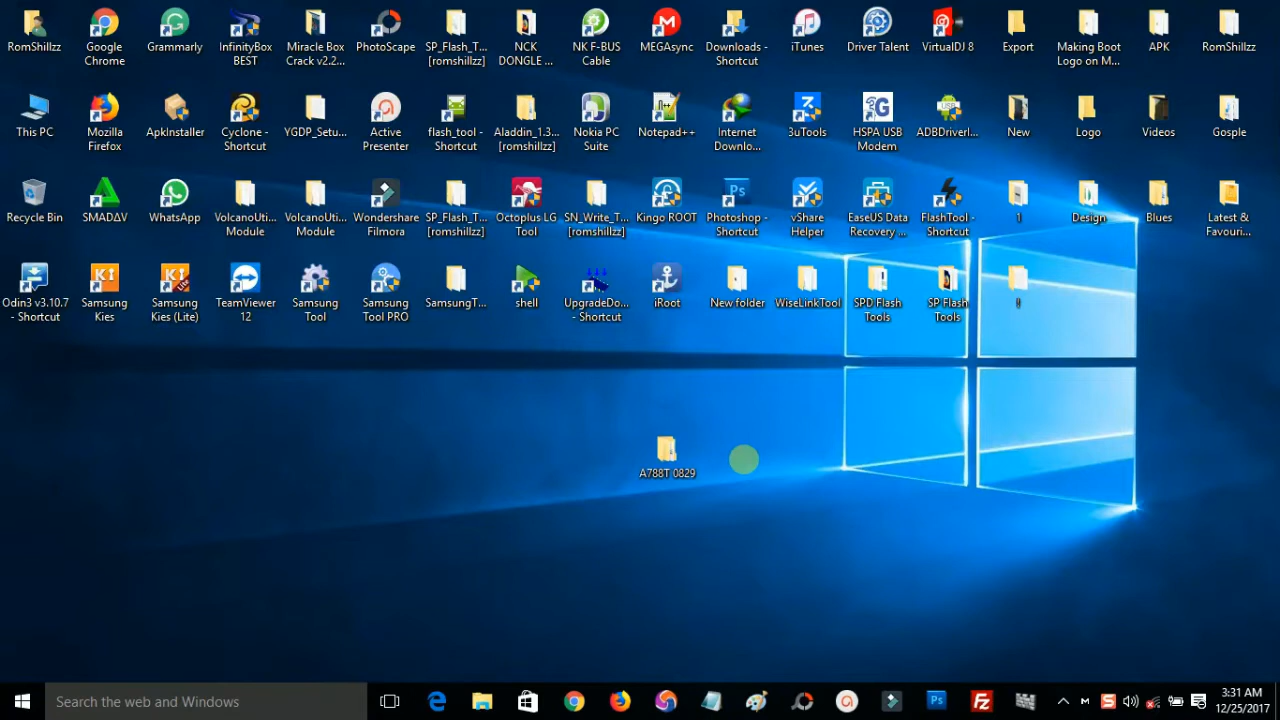 RomShillzz
Google
Chrome
Grammarly
InfinityBox
BEST
Miracle Box
Crack v2.2...
PhotoScape
SP_Flash_T...
[romshillzz]
NCK
DONGLE ...
NK F-BUS
Cable
MEGAsync
Downloads -
Shortcut
iTunes
Driver Talent
VirtualDJ 8
Export
Making Boot
Logo on M...
APK
RomShillzz
This PC
Mozilla
Firefox
ApkInstaller
Cyclone -
Shortcut
YGDP_Setu...
Active
Presenter
flash_tool -
Shortcut
Aladdin_1.3...
[romshillzz]
Nokia PC
Suite
Notepad++
Internet
Downlo...
3uTools
HSPA USB
Modem
ADBDriverI...
New
Logo
Videos
Gosple
Recycle Bin
SMADΔV
WhatsApp
VolcanoUti...
Module
VolcanoUti...
Module
Wondershare
Filmora
SP_Flash_T...
[romshillzz]
Octoplus LG
Tool
SN_Write_T...
[romshillzz]
Kingo ROOT
Photoshop -
Shortcut
vShare
Helper
EaseUS Data
Recovery ...
FlashTool -
Shortcut
1
Design
Blues
Latest &
Favouri...
Odin3 v3.10.7
- Shortcut
Samsung
Kies
Samsung
Kies (Lite)
TeamViewer
12
Samsung
Tool
Samsung
Tool PRO
SamsungT...
shell
UpgradeDo...
- Shortcut
iRoot
New folder
WiseLinkTool
SPD Flash
Tools
SP Flash
Tools
!
A788T 0829
Search the web and Windows
3:31 AM
12/25/2017